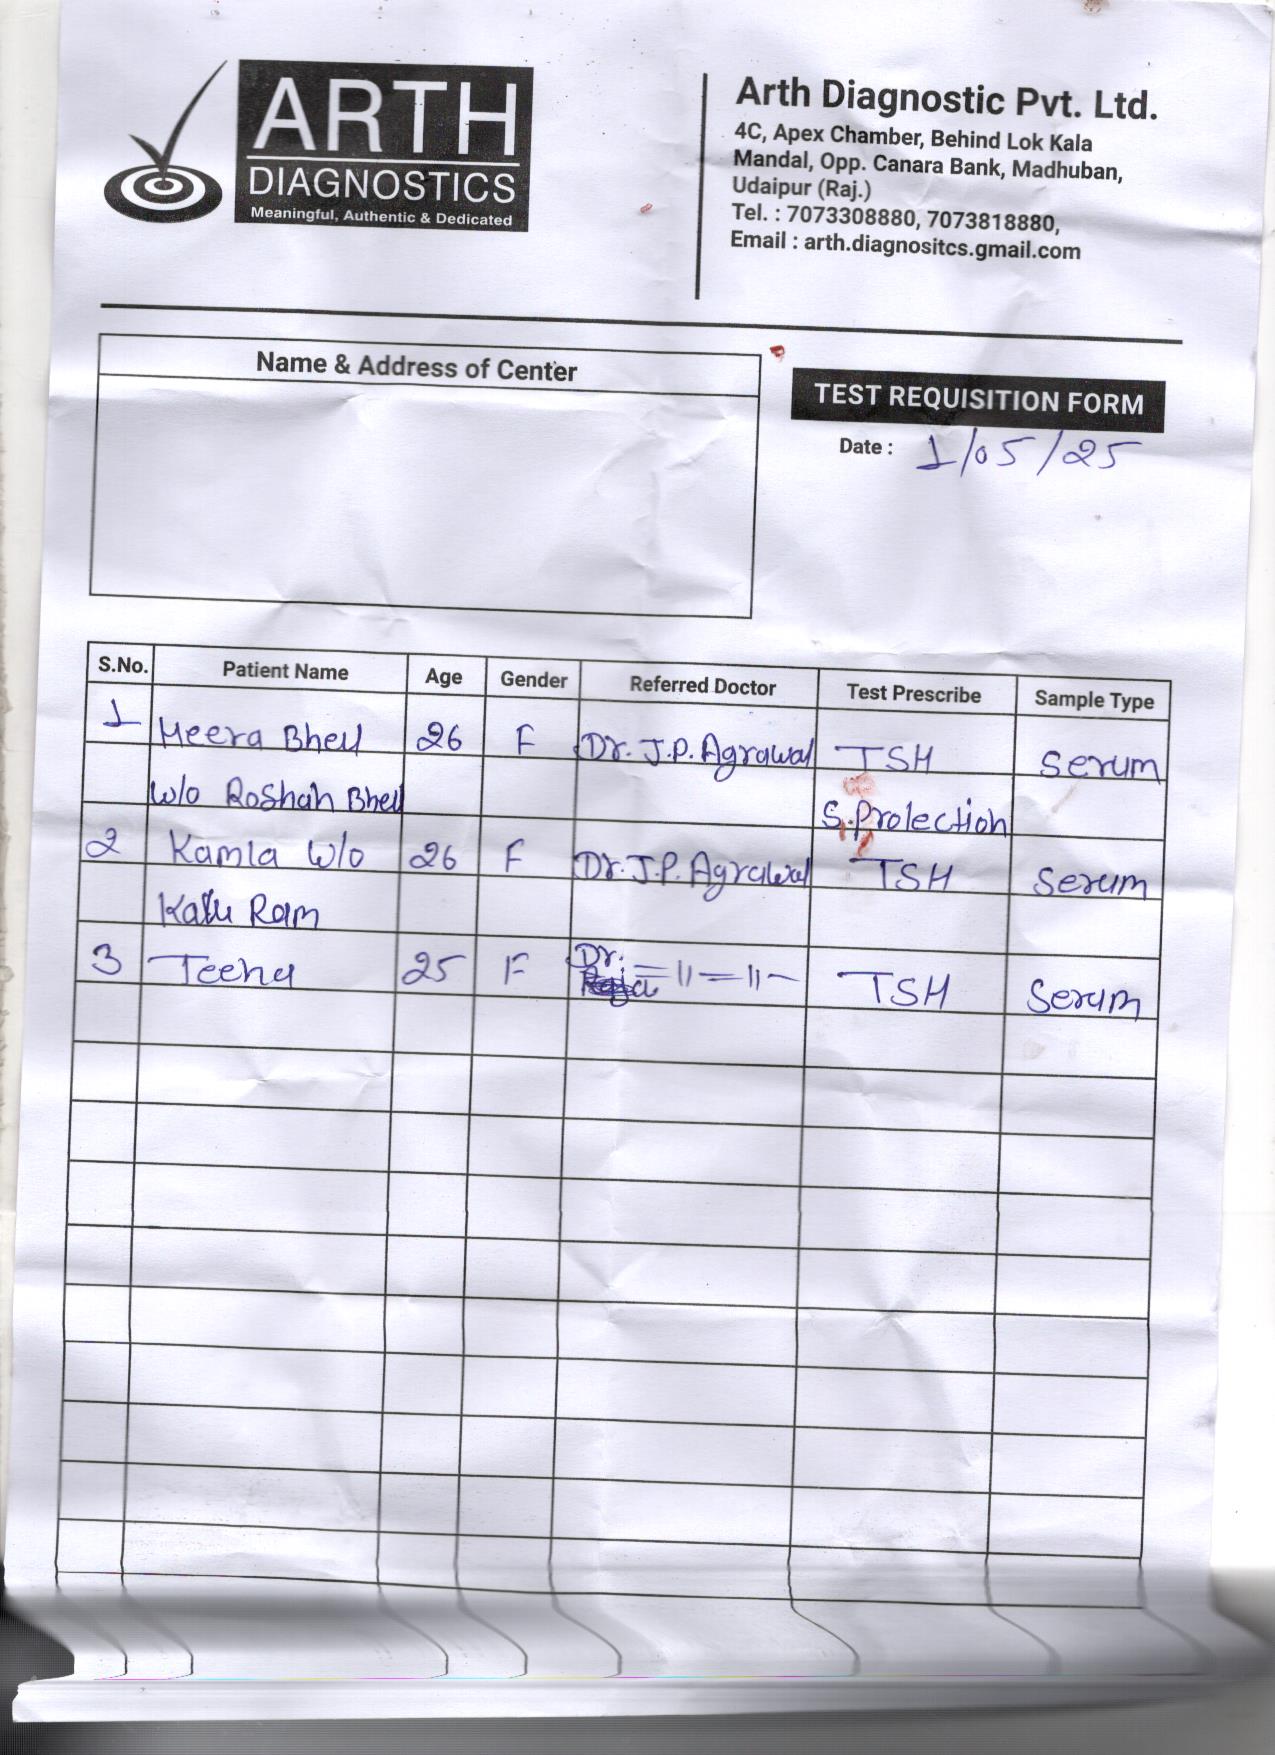 ARTH
DIAGNOSTICS
Meaningful, Authentic & Dedicated
Arth Diagnostic Pvt. Ltd.
4C, Apex Chamber, Behind Lok Kala
Mandal, Opp. Canara Bank, Madhuban,
Udaipur (Raj.)
Tel. : 7073308880, 7073818880,
Email : arth.diagnositcs.gmail.com
Name & Address of Center
TEST REQUISITION FORM
Date : 1/05/25
S.No. Patient Name Age Gender Referred Doctor Test Prescribe Sample Type
1 Meera Bheel 26 F Dr. J.P. Agrawal TSH Serum
W/o Roshan Bheel S. Prolection
2 Kamla W/o 26 F Dr. J.P. Agrawal TSH Serum
Ram
3 Teena 25 F Dr. =11=11- TSH Serum